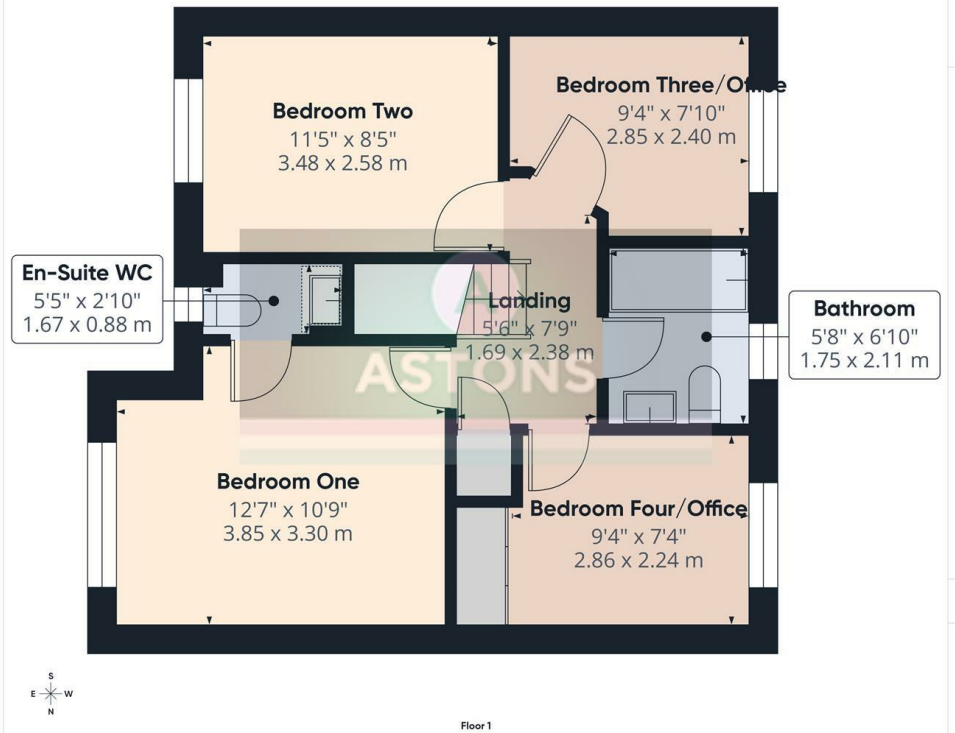 Bedroom Two
11'5" x 8'5"
3.48 x 2.58 m
Bedroom Three/Office
9'4" x 7'10"
2.85 x 2.40 m
En-Suite WC
5'5" x 2'10"
1.67 x 0.88 m
A
Landing
5'6" x 7'9"
1.69 x 2.38 m
ASTONS
Bathroom
5'8" x 6'10"
1.75 x 2.11 m
Bedroom One
12'7" x 10'9"
3.85 x 3.30 m
Bedroom Four/Office
9'4" x 7'4"
2.86 x 2.24 m
S
E W
N
Floor 1